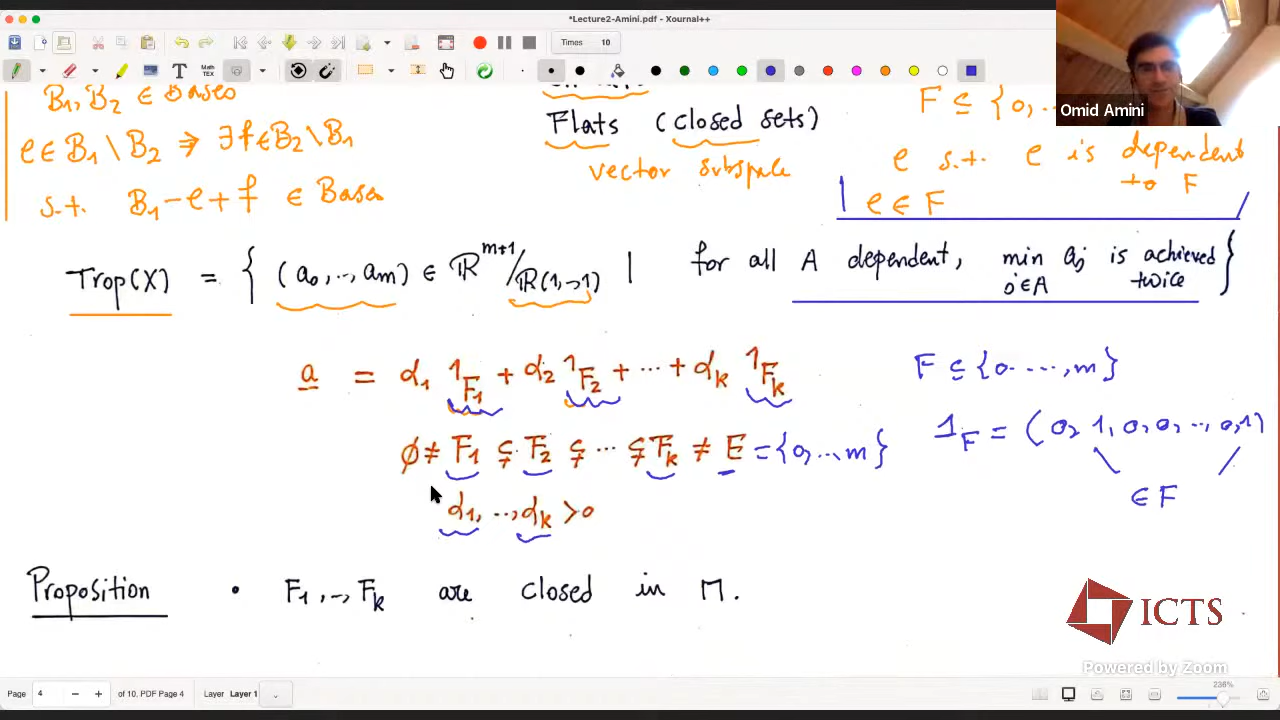 *Lecture2-Amini.pdf - Xournal++
Times 10
Omid Amini
B₁, B₂ ∈ Bases
e ∈ B₁ \ B₂ ⇒ ∃ f ∈ B₂ \ B₁
s.t. B₁ - e + f ∈ Bases
Flats (closed sets)
vector subspace
F ⊆ {0, ..
e s.t. e is dependent
to F
e ∈ F
Trop(X) = { (a₀, .., aₘ) ∈ ℝᵐ⁺¹/ℝ(1,..,1) | for all A dependent, min_{j∈A} aⱼ is achieved twice }
a = α₁ 1_{F₁} + α₂ 1_{F₂} + ... + αₖ 1_{Fₖ}
F ⊆ {0 ...., m}
∅ ≠ F₁ ⊊ F₂ ⊊ ... ⊊ Fₖ ≠ E = {0, .., m}
1_F = (0, 1, 0, 0, .., 0, 1)
∈ F
α₁, .., αₖ > 0
Proposition • F₁, .., Fₖ are closed in M.
ICTS
Powered by Zoom
Page 4 of 10, PDF Page 4 Layer Layer 1
236%